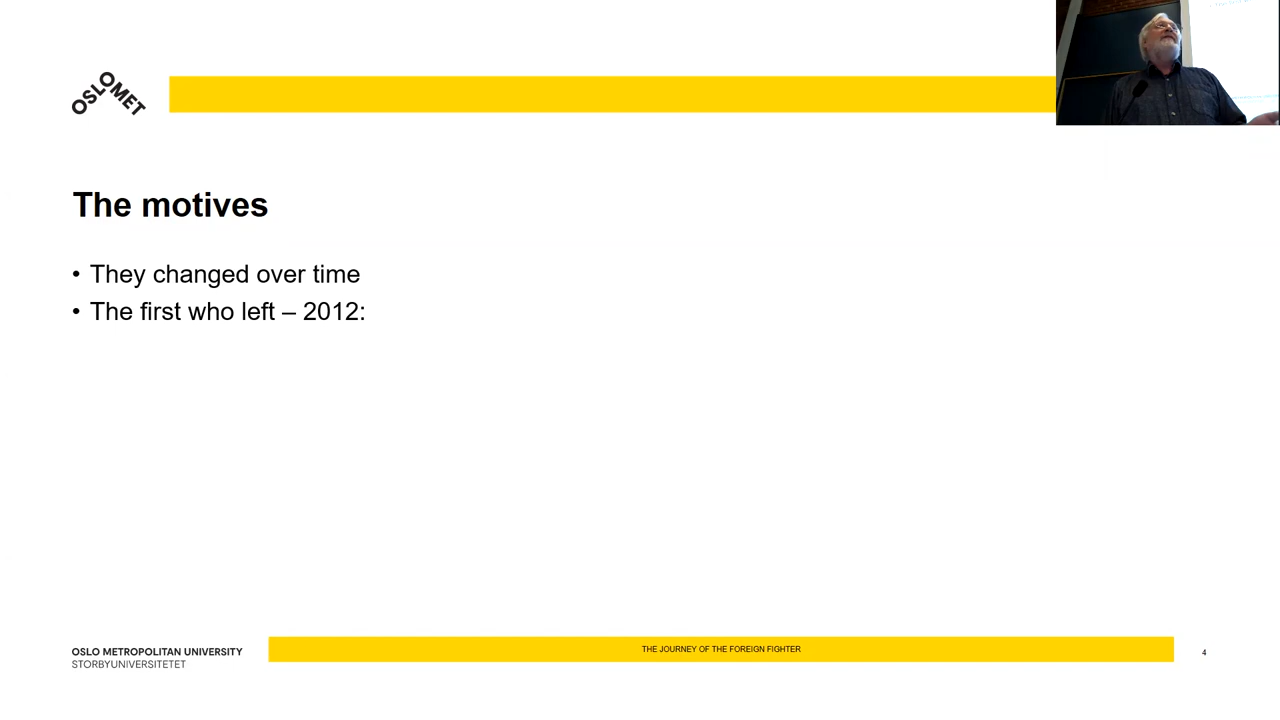 OSLOMET
The motives
• They changed over time
• The first who left – 2012:
OSLO METROPOLITAN UNIVERSITY
STORBYUNIVERSITETET
THE JOURNEY OF THE FOREIGN FIGHTER
4